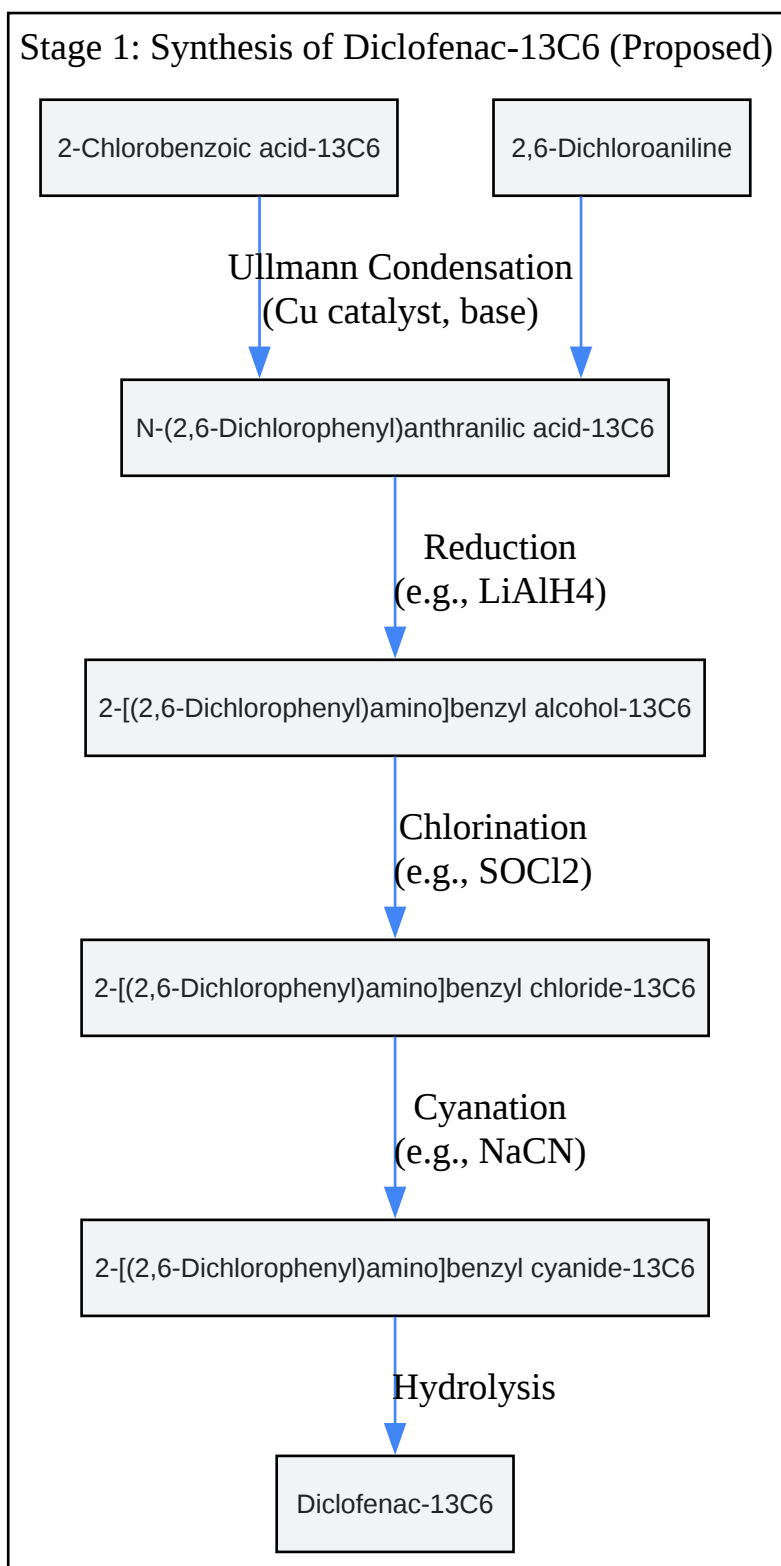 Stage 1: Synthesis of Diclofenac-13C6 (Proposed)
2-Chlorobenzoic acid-13C6
2,6-Dichloroaniline
Ullmann Condensation
(Cu catalyst, base)
N-(2,6-Dichlorophenyl)anthranilic acid-13C6
Reduction
(e.g., LiAlH4)
2-[(2,6-Dichlorophenyl)amino]benzyl alcohol-13C6
Chlorination
(e.g., SOCl2)
2-[(2,6-Dichlorophenyl)amino]benzyl chloride-13C6
Cyanation
(e.g., NaCN)
2-[(2,6-Dichlorophenyl)amino]benzyl cyanide-13C6
Hydrolysis
Diclofenac-13C6